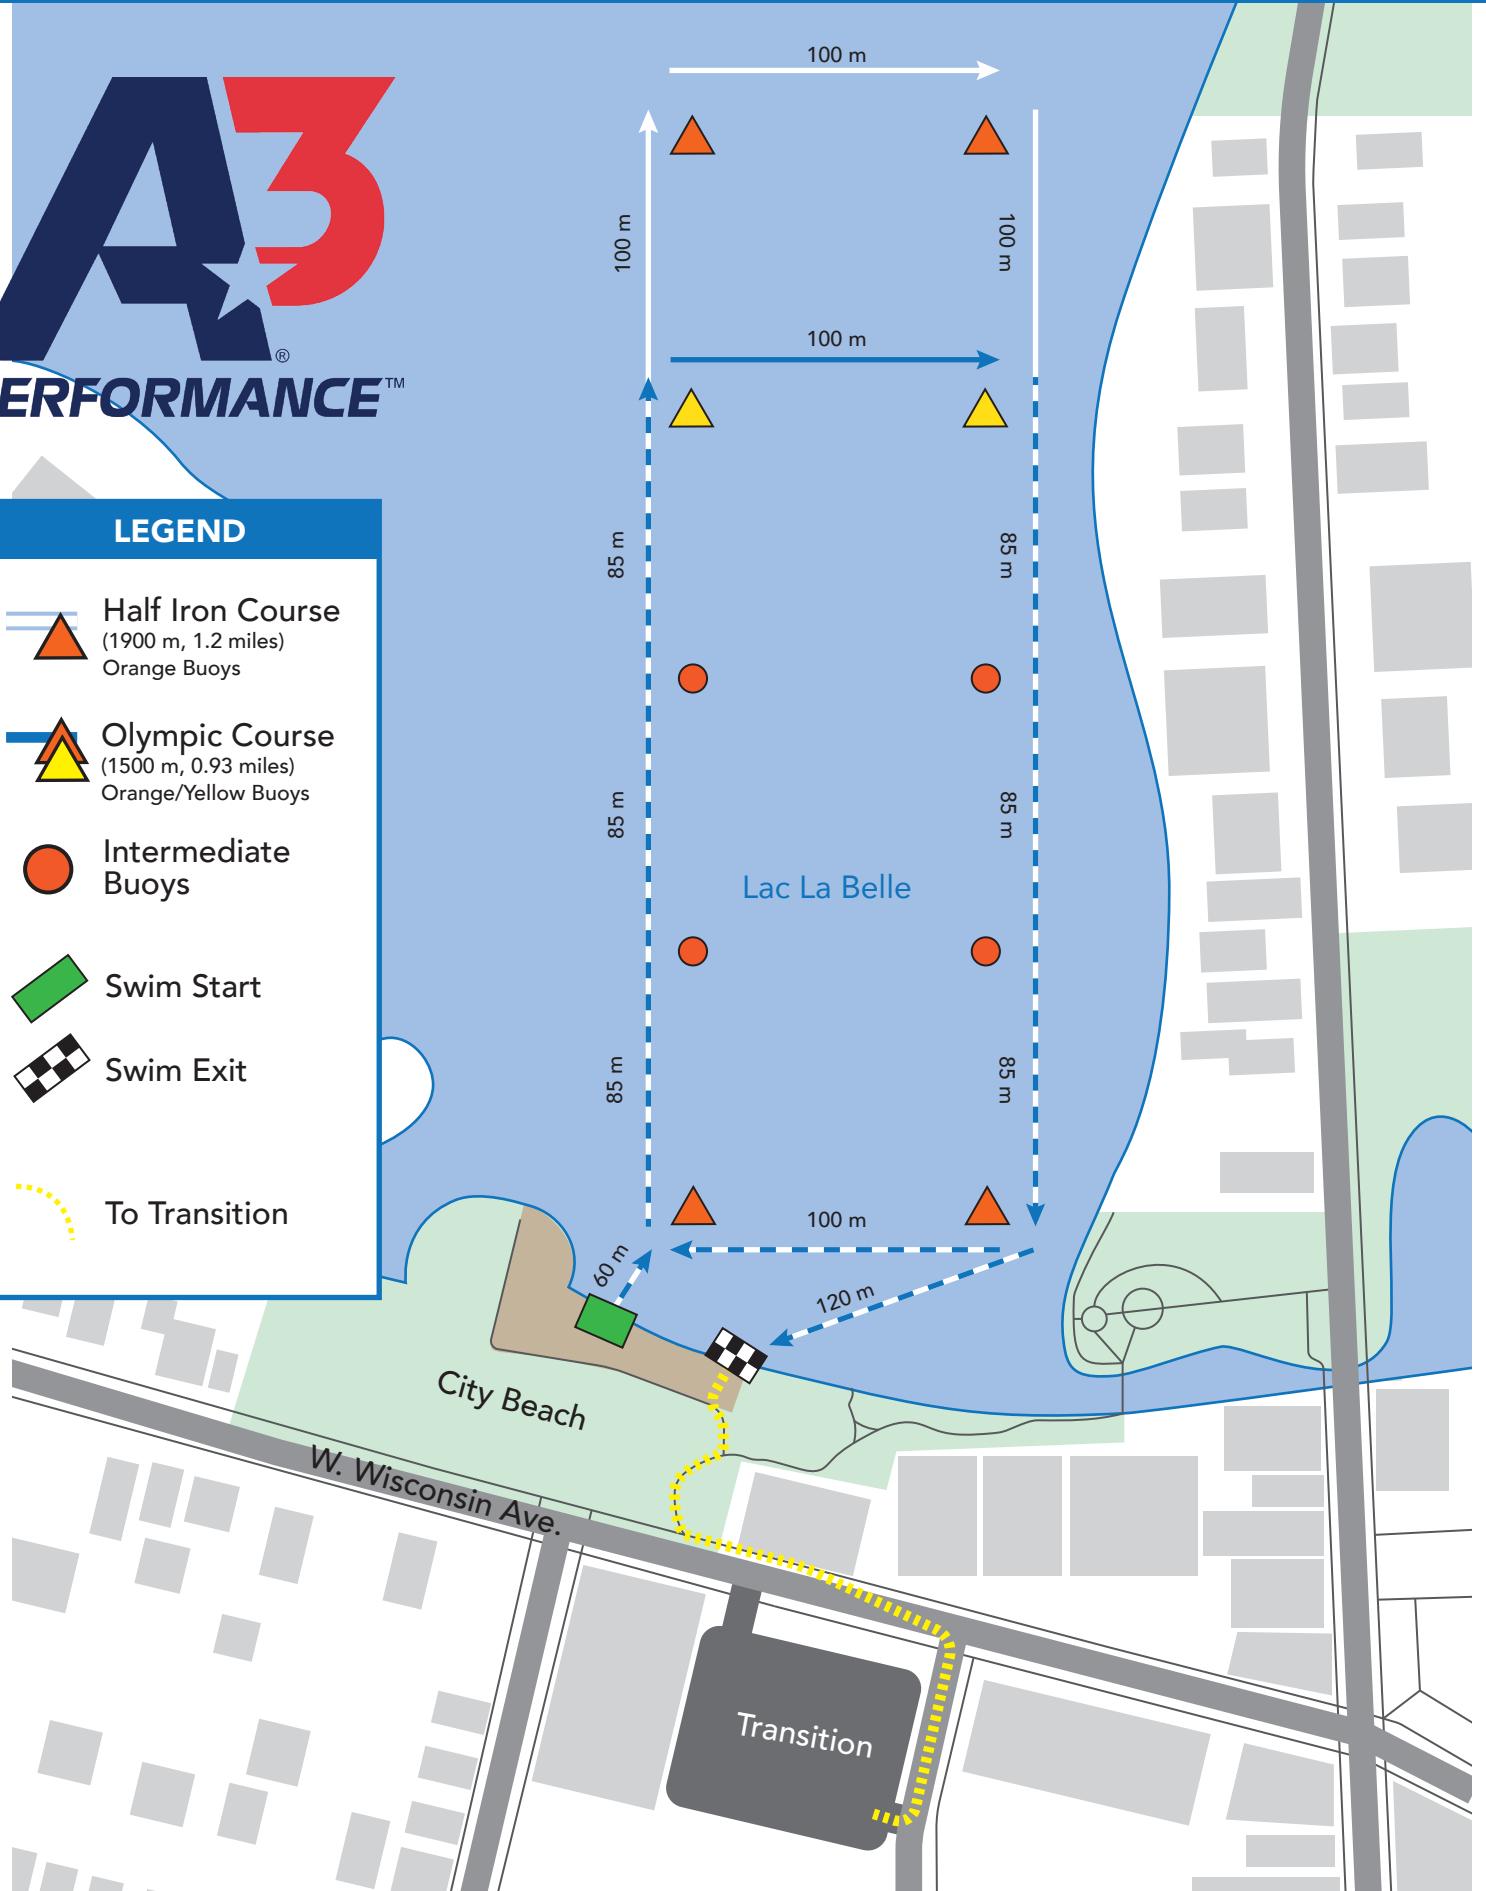 100 m
A3
®
ERFORMANCE™
100 m
100 m
100 m
LEGEND
Half Iron Course
(1900 m, 1.2 miles)
Orange Buoys
Olympic Course
(1500 m, 0.93 miles)
Orange/Yellow Buoys
Intermediate
Buoys
Swim Start
Swim Exit
To Transition
85 m
85 m
85 m
85 m
Lac La Belle
85 m
85 m
100 m
60 m
120 m
City Beach
W. Wisconsin Ave.
Transition